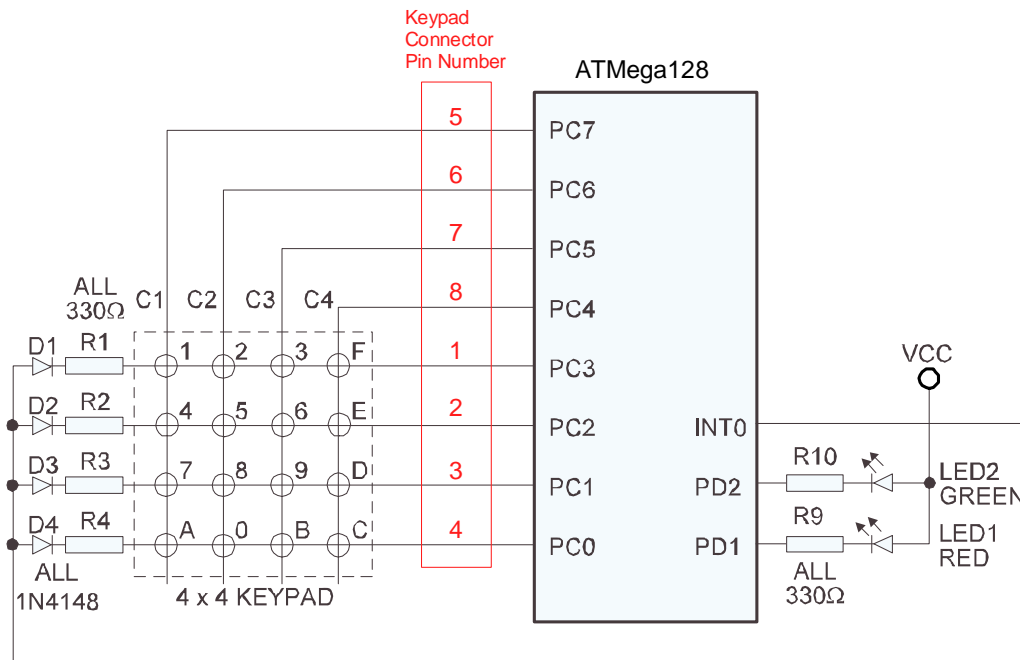 Keypad
Connector
Pin Number
ATMega128
5
PC7
6
PC6
7
PC5
ALL
330Ω
C1
C2
C3
C4
8
PC4
D1
R1
1
2
3
F
1
PC3
VCC
D2
R2
4
5
6
E
2
PC2
INT0
D3
R3
7
8
9
D
3
PC1
PD2
R10
LED2
GREEN
D4
R4
A
0
B
C
4
PC0
PD1
R9
LED1
RED
ALL
1N4148
4 x 4 KEYPAD
ALL
330Ω